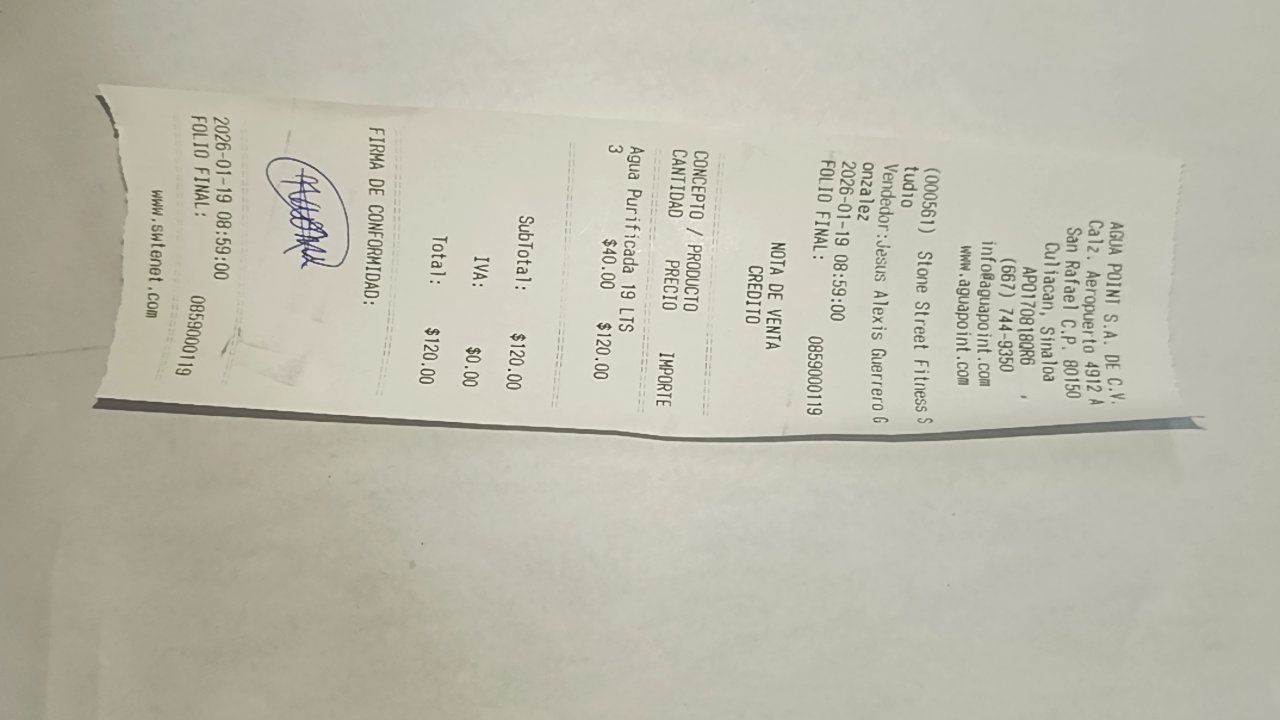 AGUA POINT S.A. DE C.V.
Calz. Aeropuerto 4912 A
San Rafael C.P. 80150
Culiacan, Sinaloa
APO170818QR6
(667) 744-9350
info@aguapoint.com
www.aguapoint.com
(000561) Stone Street Fitness S
tudio
Vendedor:Jesus Alexis Guerrero G
onzalez
2026-01-19 08:59:00
FOLIO FINAL: 0859000119
NOTA DE VENTA
CREDITO
CONCEPTO / PRODUCTO
CANTIDAD PRECIO IMPORTE
Agua Purificada 19 LTS
3 $40.00 $120.00
SubTotal: $120.00
IVA: $0.00
Total: $120.00
FIRMA DE CONFORMIDAD:
2026-01-19 08:59:00
FOLIO FINAL: 0859000119
www.swtenet.com